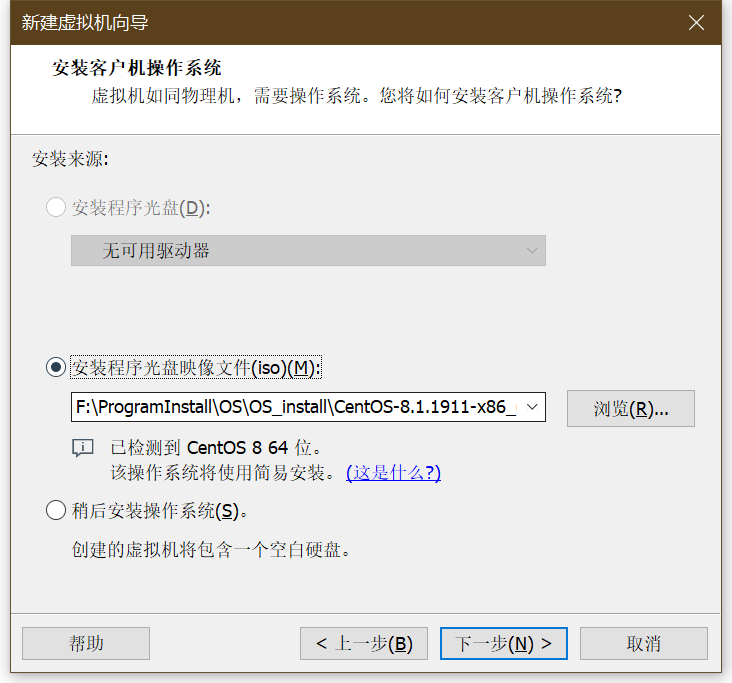 新建虚拟机向导
安装客户机操作系统
虚拟机如同物理机，需要操作系统。您将如何安装客户机操作系统?
安装来源:
安装程序光盘(D):
无可用驱动器
安装程序光盘映像文件(iso)(M):
F:\ProgramInstall\OS\OS_install\CentOS-8.1.1911-x86_
浏览(R)...
已检测到 CentOS 8 64 位。
该操作系统将使用简易安装。(这是什么?)
稍后安装操作系统(S)。
创建的虚拟机将包含一个空白硬盘。
帮助
< 上一步(B)
下一步(N) >
取消